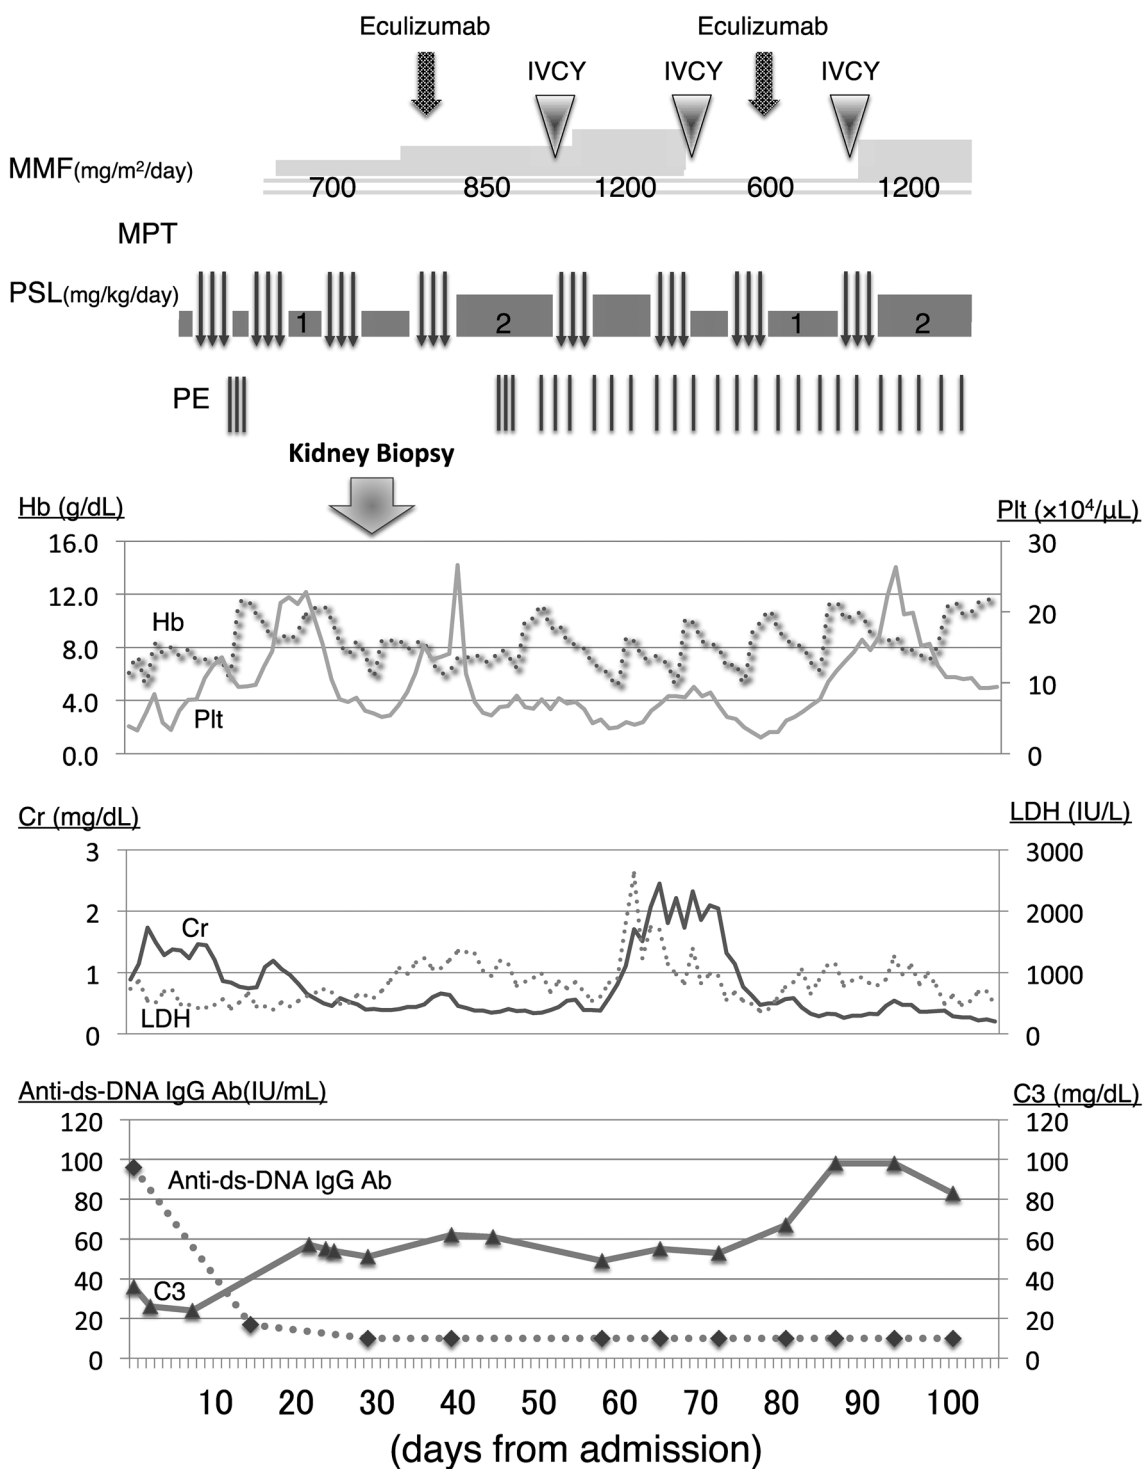 Eculizumab Eculizumab
IVCY IVCY IVCY
MMF(mg/m²/day)
700 850 1200 600 1200
MPT
PSL(mg/kg/day)
1 2 1 2
PE
Kidney Biopsy
Hb (g/dL) Plt (×10⁴/µL)
16.0 30
12.0
20
Hb
8.0
10
4.0
Plt
0.0 0
Cr (mg/dL) LDH (IU/L)
3 3000
2 2000
Cr
1 1000
LDH
0 0
Anti-ds-DNA IgG Ab(IU/mL) C3 (mg/dL)
120 120
100 100
Anti-ds-DNA IgG Ab
80 80
60 60
40 40
C3
20 20
0 0
10 20 30 40 50 60 70 80 90 100
(days from admission)